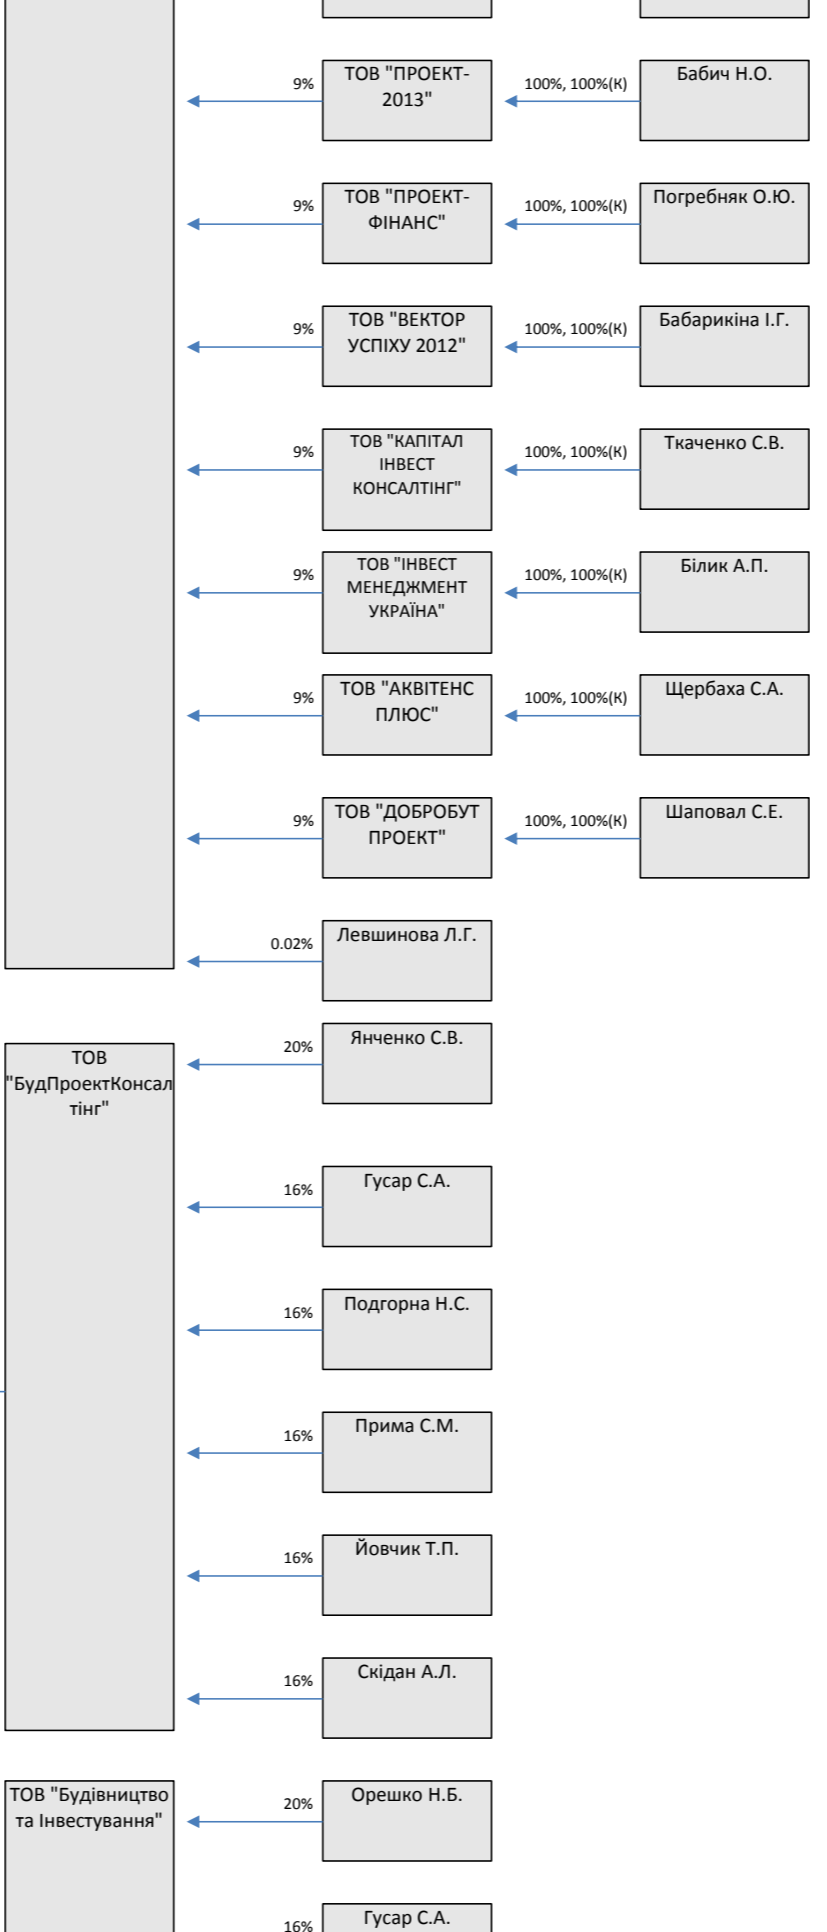 9%
ТОВ "ПРОЕКТ-
2013"
100%, 100%(К)
Бабич Н.О.
9%
ТОВ "ПРОЕКТ-
ФІНАНС"
100%, 100%(К)
Погребняк О.Ю.
9%
ТОВ "ВЕКТОР
УСПІХУ 2012"
100%, 100%(К)
Бабарикіна І.Г.
9%
ТОВ "КАПІТАЛ
ІНВЕСТ
КОНСАЛТІНГ"
100%, 100%(К)
Ткаченко С.В.
9%
ТОВ "ІНВЕСТ
МЕНЕДЖМЕНТ
УКРАЇНА"
100%, 100%(К)
Білик А.П.
9%
ТОВ "АКВІТЕНС
ПЛЮС"
100%, 100%(К)
Щербаха С.А.
9%
ТОВ "ДОБРОБУТ
ПРОЕКТ"
100%, 100%(К)
Шаповал С.Е.
0.02%
Левшинова Л.Г.
ТОВ
"БудПроектКонсал
тінг"
20%
Янченко С.В.
16%
Гусар С.А.
16%
Подгорна Н.С.
16%
Прима С.М.
16%
Йовчик Т.П.
16%
Скідан А.Л.
ТОВ "Будівництво
та Інвестування"
20%
Орешко Н.Б.
16%
Гусар С.А.